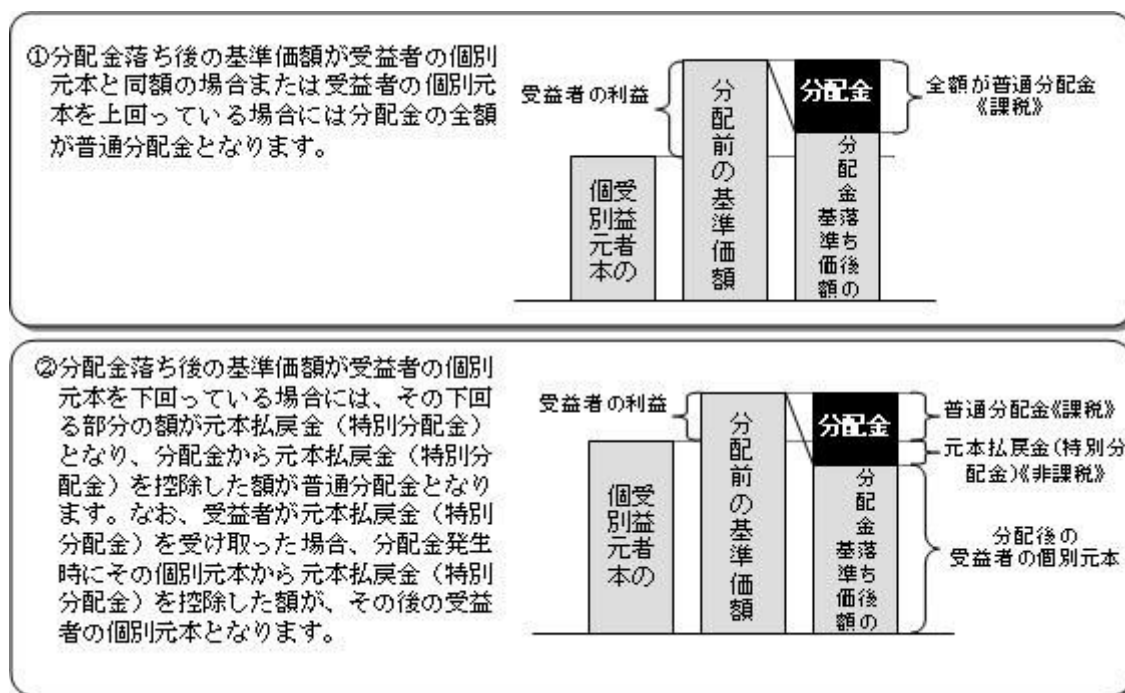 ①分配金落ち後の基準価額が受益者の個別
元本と同額の場合または受益者の個別元
本を上回っている場合には分配金の全額
が普通分配金となります。
受益者の利益
受益者の
個別元本
分配前の基準価額
分配金
分配金落ち後の
基準価額
全額が普通分配金
《課税》
②分配金落ち後の基準価額が受益者の個別
元本を下回っている場合には、その下回
る部分の額が元本払戻金（特別分配金）
となり、分配金から元本払戻金（特別分
配金）を控除した額が普通分配金となり
ます。なお、受益者が元本払戻金（特別
分配金）を受け取った場合、分配金発生
時にその個別元本から元本払戻金（特別
分配金）を控除した額が、その後の受益
者の個別元本となります。
受益者の利益
受益者の
個別元本
分配前の基準価額
分配金
分配金落ち後の
基準価額
普通分配金《課税》
元本払戻金(特別分
配金)《非課税》
分配後の
受益者の個別元本